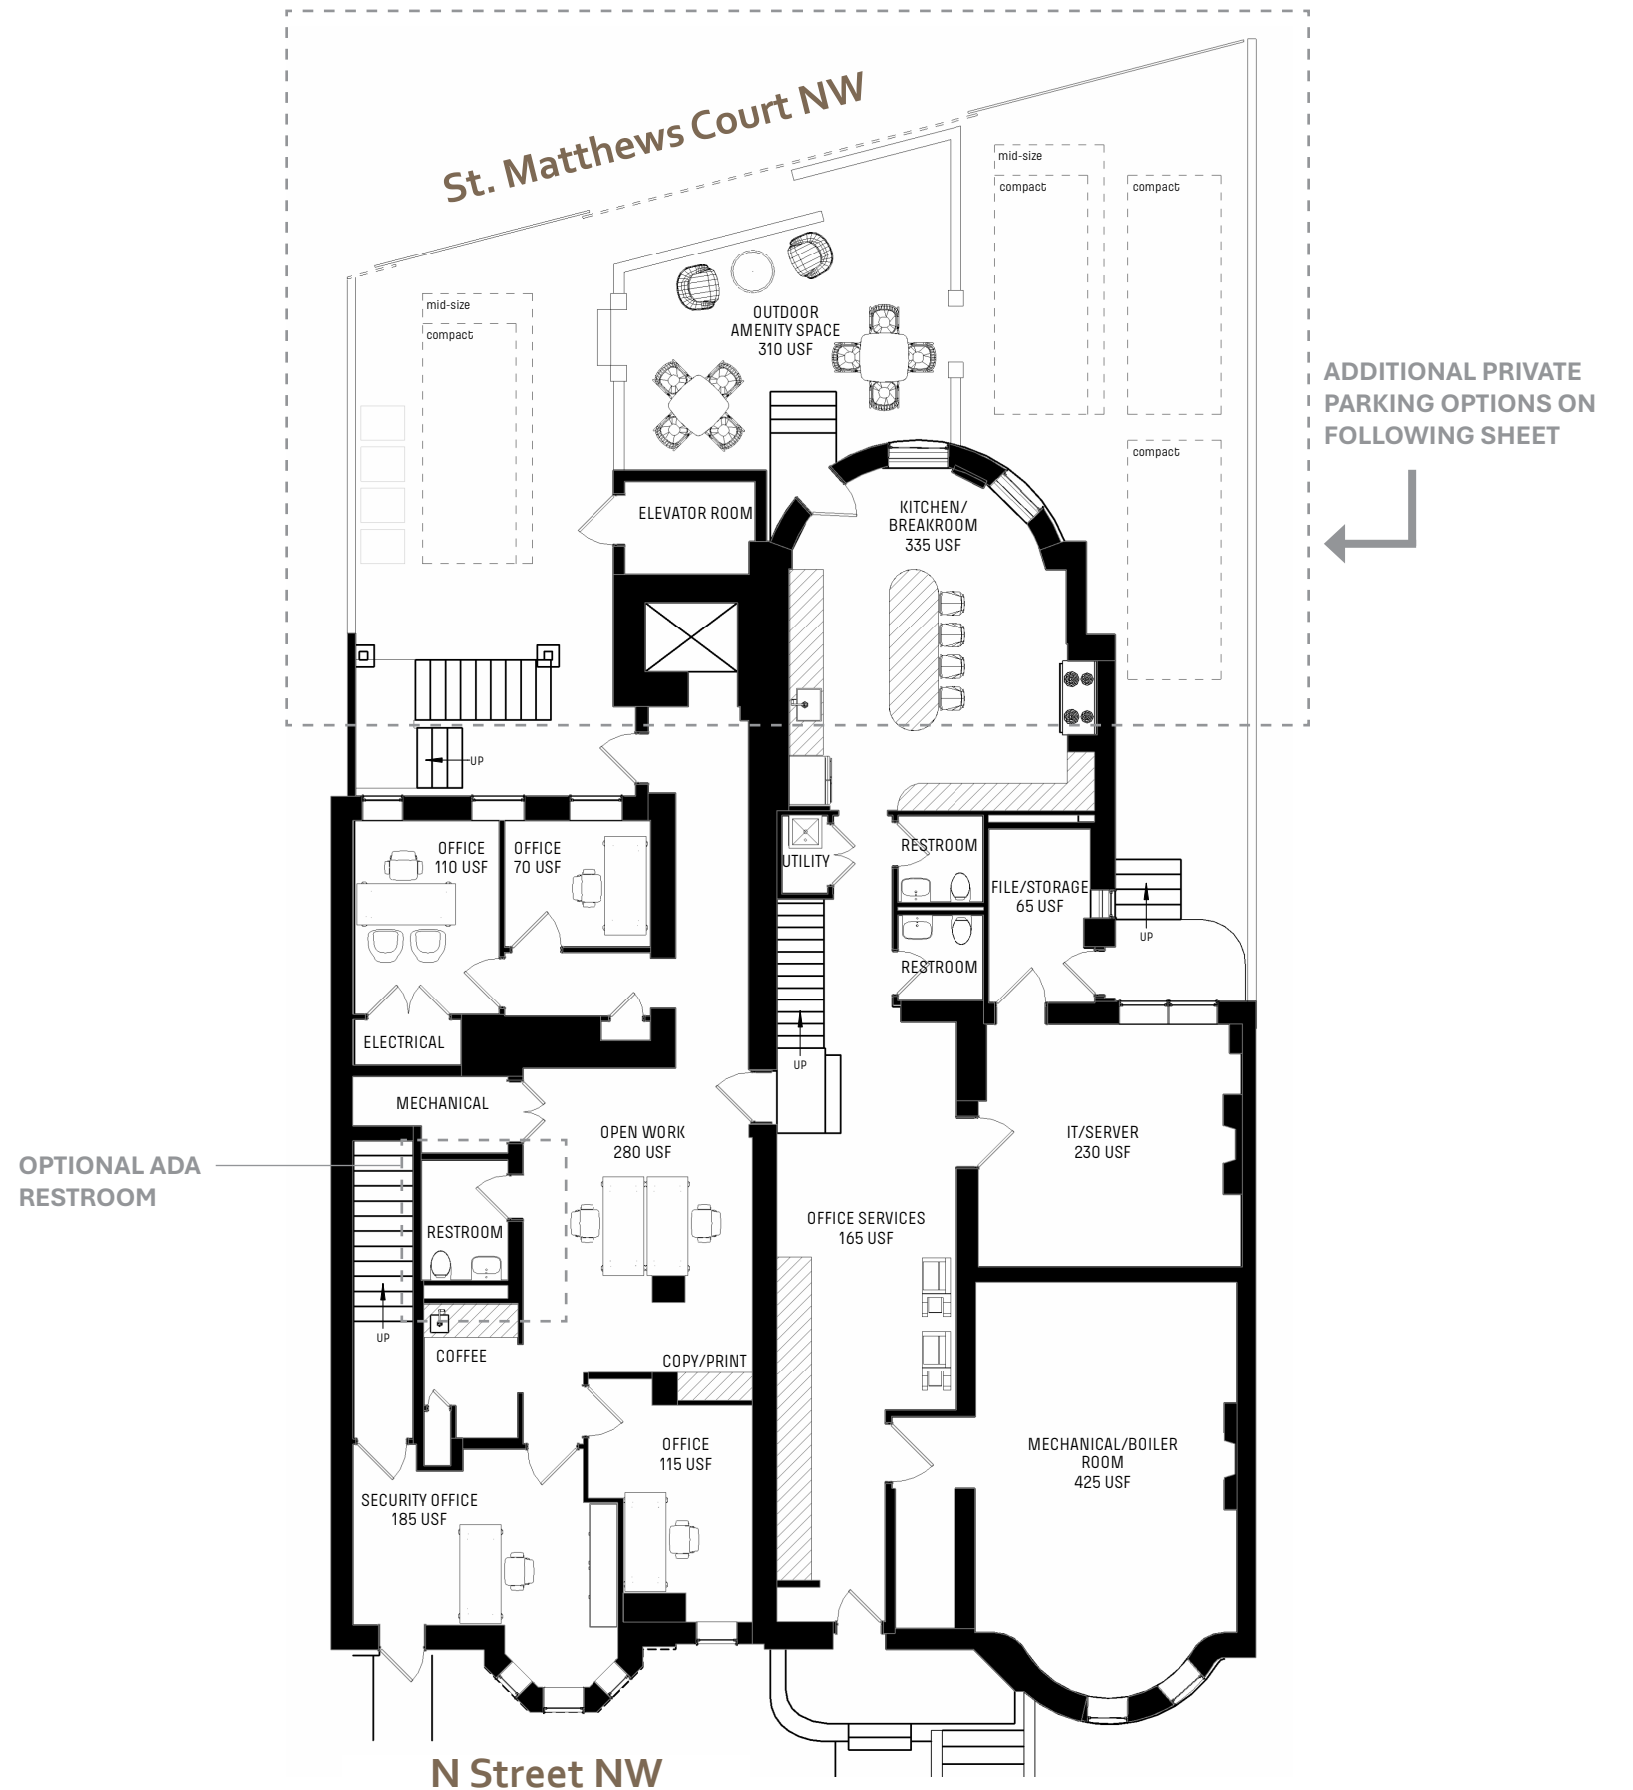 St. Matthews Court NW
mid-size
compact
compact
mid-size
compact
OUTDOOR
AMENITY SPACE
310 USF
ADDITIONAL PRIVATE
PARKING OPTIONS ON
FOLLOWING SHEET
compact
ELEVATOR ROOM
KITCHEN/
BREAKROOM
335 USF
UP
OFFICE
110 USF
OFFICE
70 USF
UTILITY
RESTROOM
FILE/STORAGE
65 USF
UP
RESTROOM
ELECTRICAL
UP
MECHANICAL
OPEN WORK
280 USF
IT/SERVER
230 USF
OPTIONAL ADA
RESTROOM
RESTROOM
OFFICE SERVICES
165 USF
UP
COFFEE
COPY/PRINT
OFFICE
115 USF
MECHANICAL/BOILER
ROOM
425 USF
SECURITY OFFICE
185 USF
N Street NW